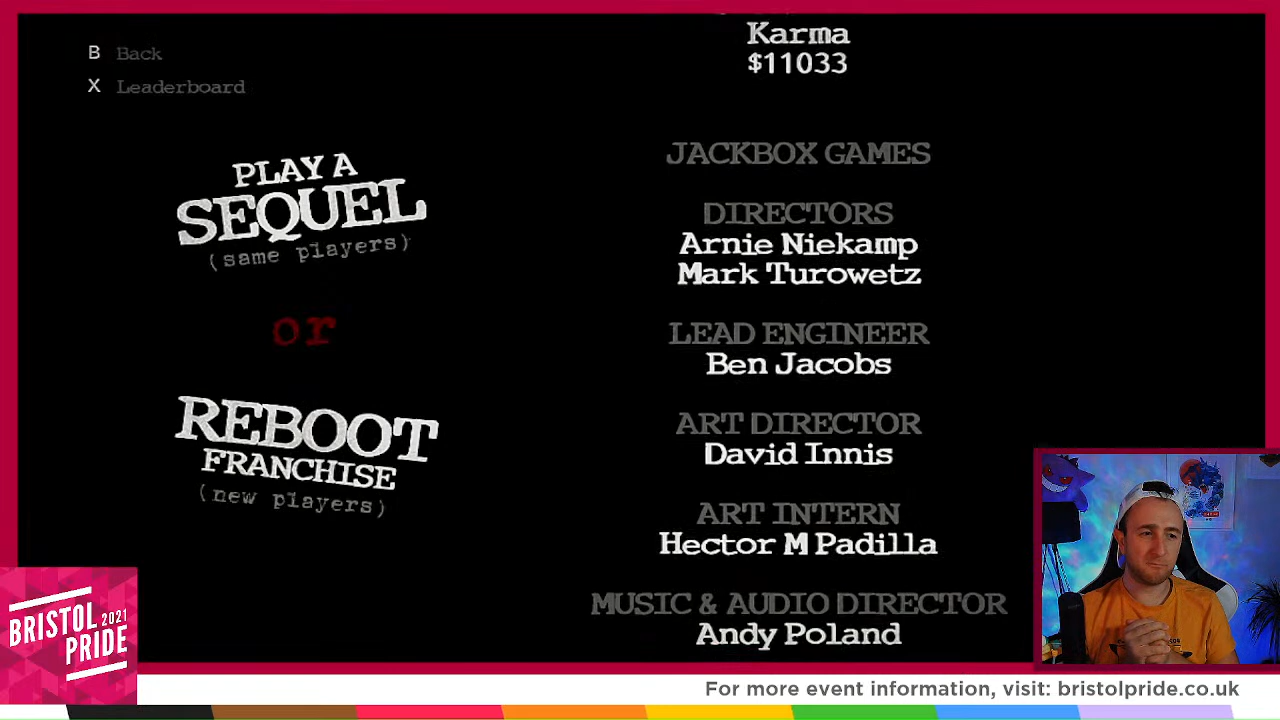 B Back
X Leaderboard
PLAY A
SEQUEL
(same players)
or
REBOOT
FRANCHISE
(new players)
Karma
$11033
JACKBOX GAMES
DIRECTORS
Arnie Niekamp
Mark Turowetz
LEAD ENGINEER
Ben Jacobs
ART DIRECTOR
David Innis
ART INTERN
Hector M Padilla
MUSIC & AUDIO DIRECTOR
Andy Poland
BRISTOL 2021
PRIDE
For more event information, visit: bristolpride.co.uk